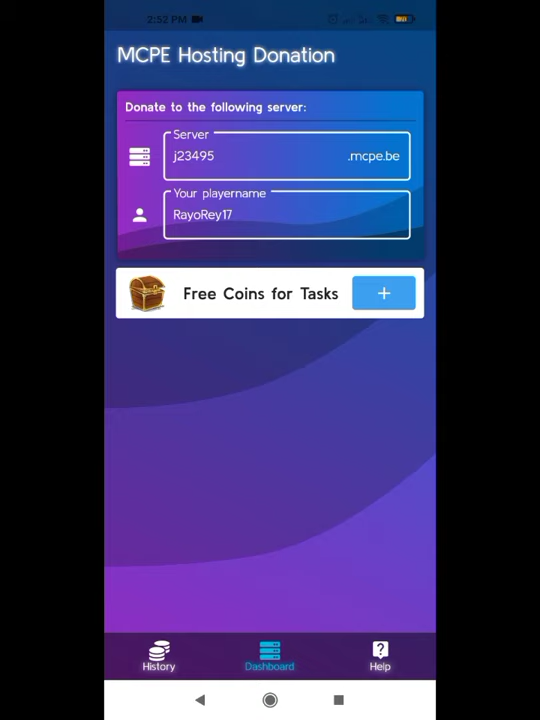 2:52 PM
MCPE Hosting Donation
Donate to the following server:
Server
j23495 .mcpe.be
Your playername
RayoRey17
Free Coins for Tasks +
History Dashboard Help